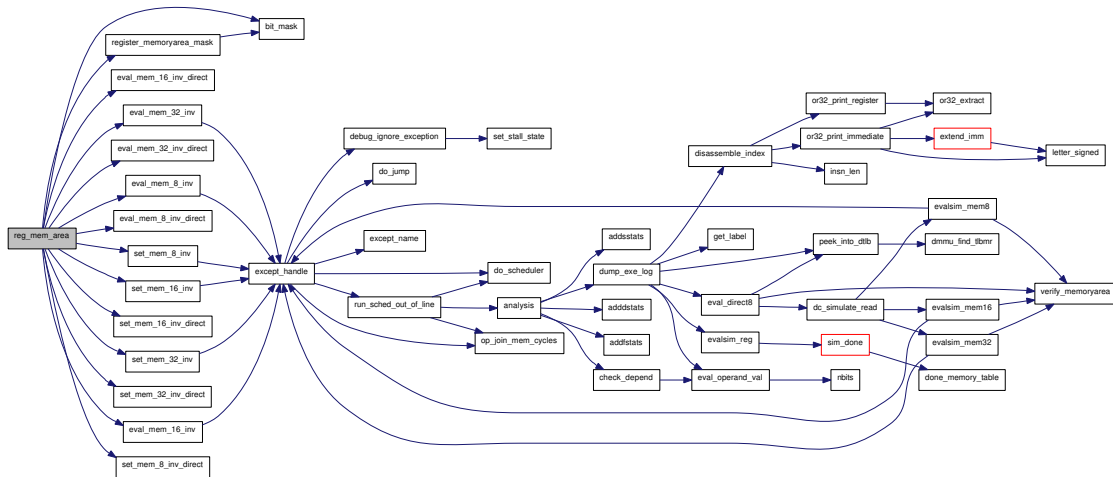 reg_mem_area
bit_mask
register_memoryarea_mask
eval_mem_16_inv_direct
eval_mem_32_inv
eval_mem_32_inv_direct
eval_mem_8_inv
eval_mem_8_inv_direct
set_mem_8_inv
set_mem_16_inv
set_mem_16_inv_direct
set_mem_32_inv
set_mem_32_inv_direct
eval_mem_16_inv
set_mem_8_inv_direct
except_handle
debug_ignore_exception
set_stall_state
do_jump
except_name
do_scheduler
run_sched_out_of_line
op_join_mem_cycles
analysis
addsstats
dump_exe_log
adddstats
addfstats
check_depend
disassemble_index
get_label
eval_direct8
evalsim_reg
eval_operand_val
or32_print_register
or32_print_immediate
insn_len
peek_into_dtlb
dc_simulate_read
sim_done
nbits
or32_extract
extend_imm
letter_signed
evalsim_mem8
dmmu_find_tlbmr
evalsim_mem16
evalsim_mem32
done_memory_table
verify_memoryarea